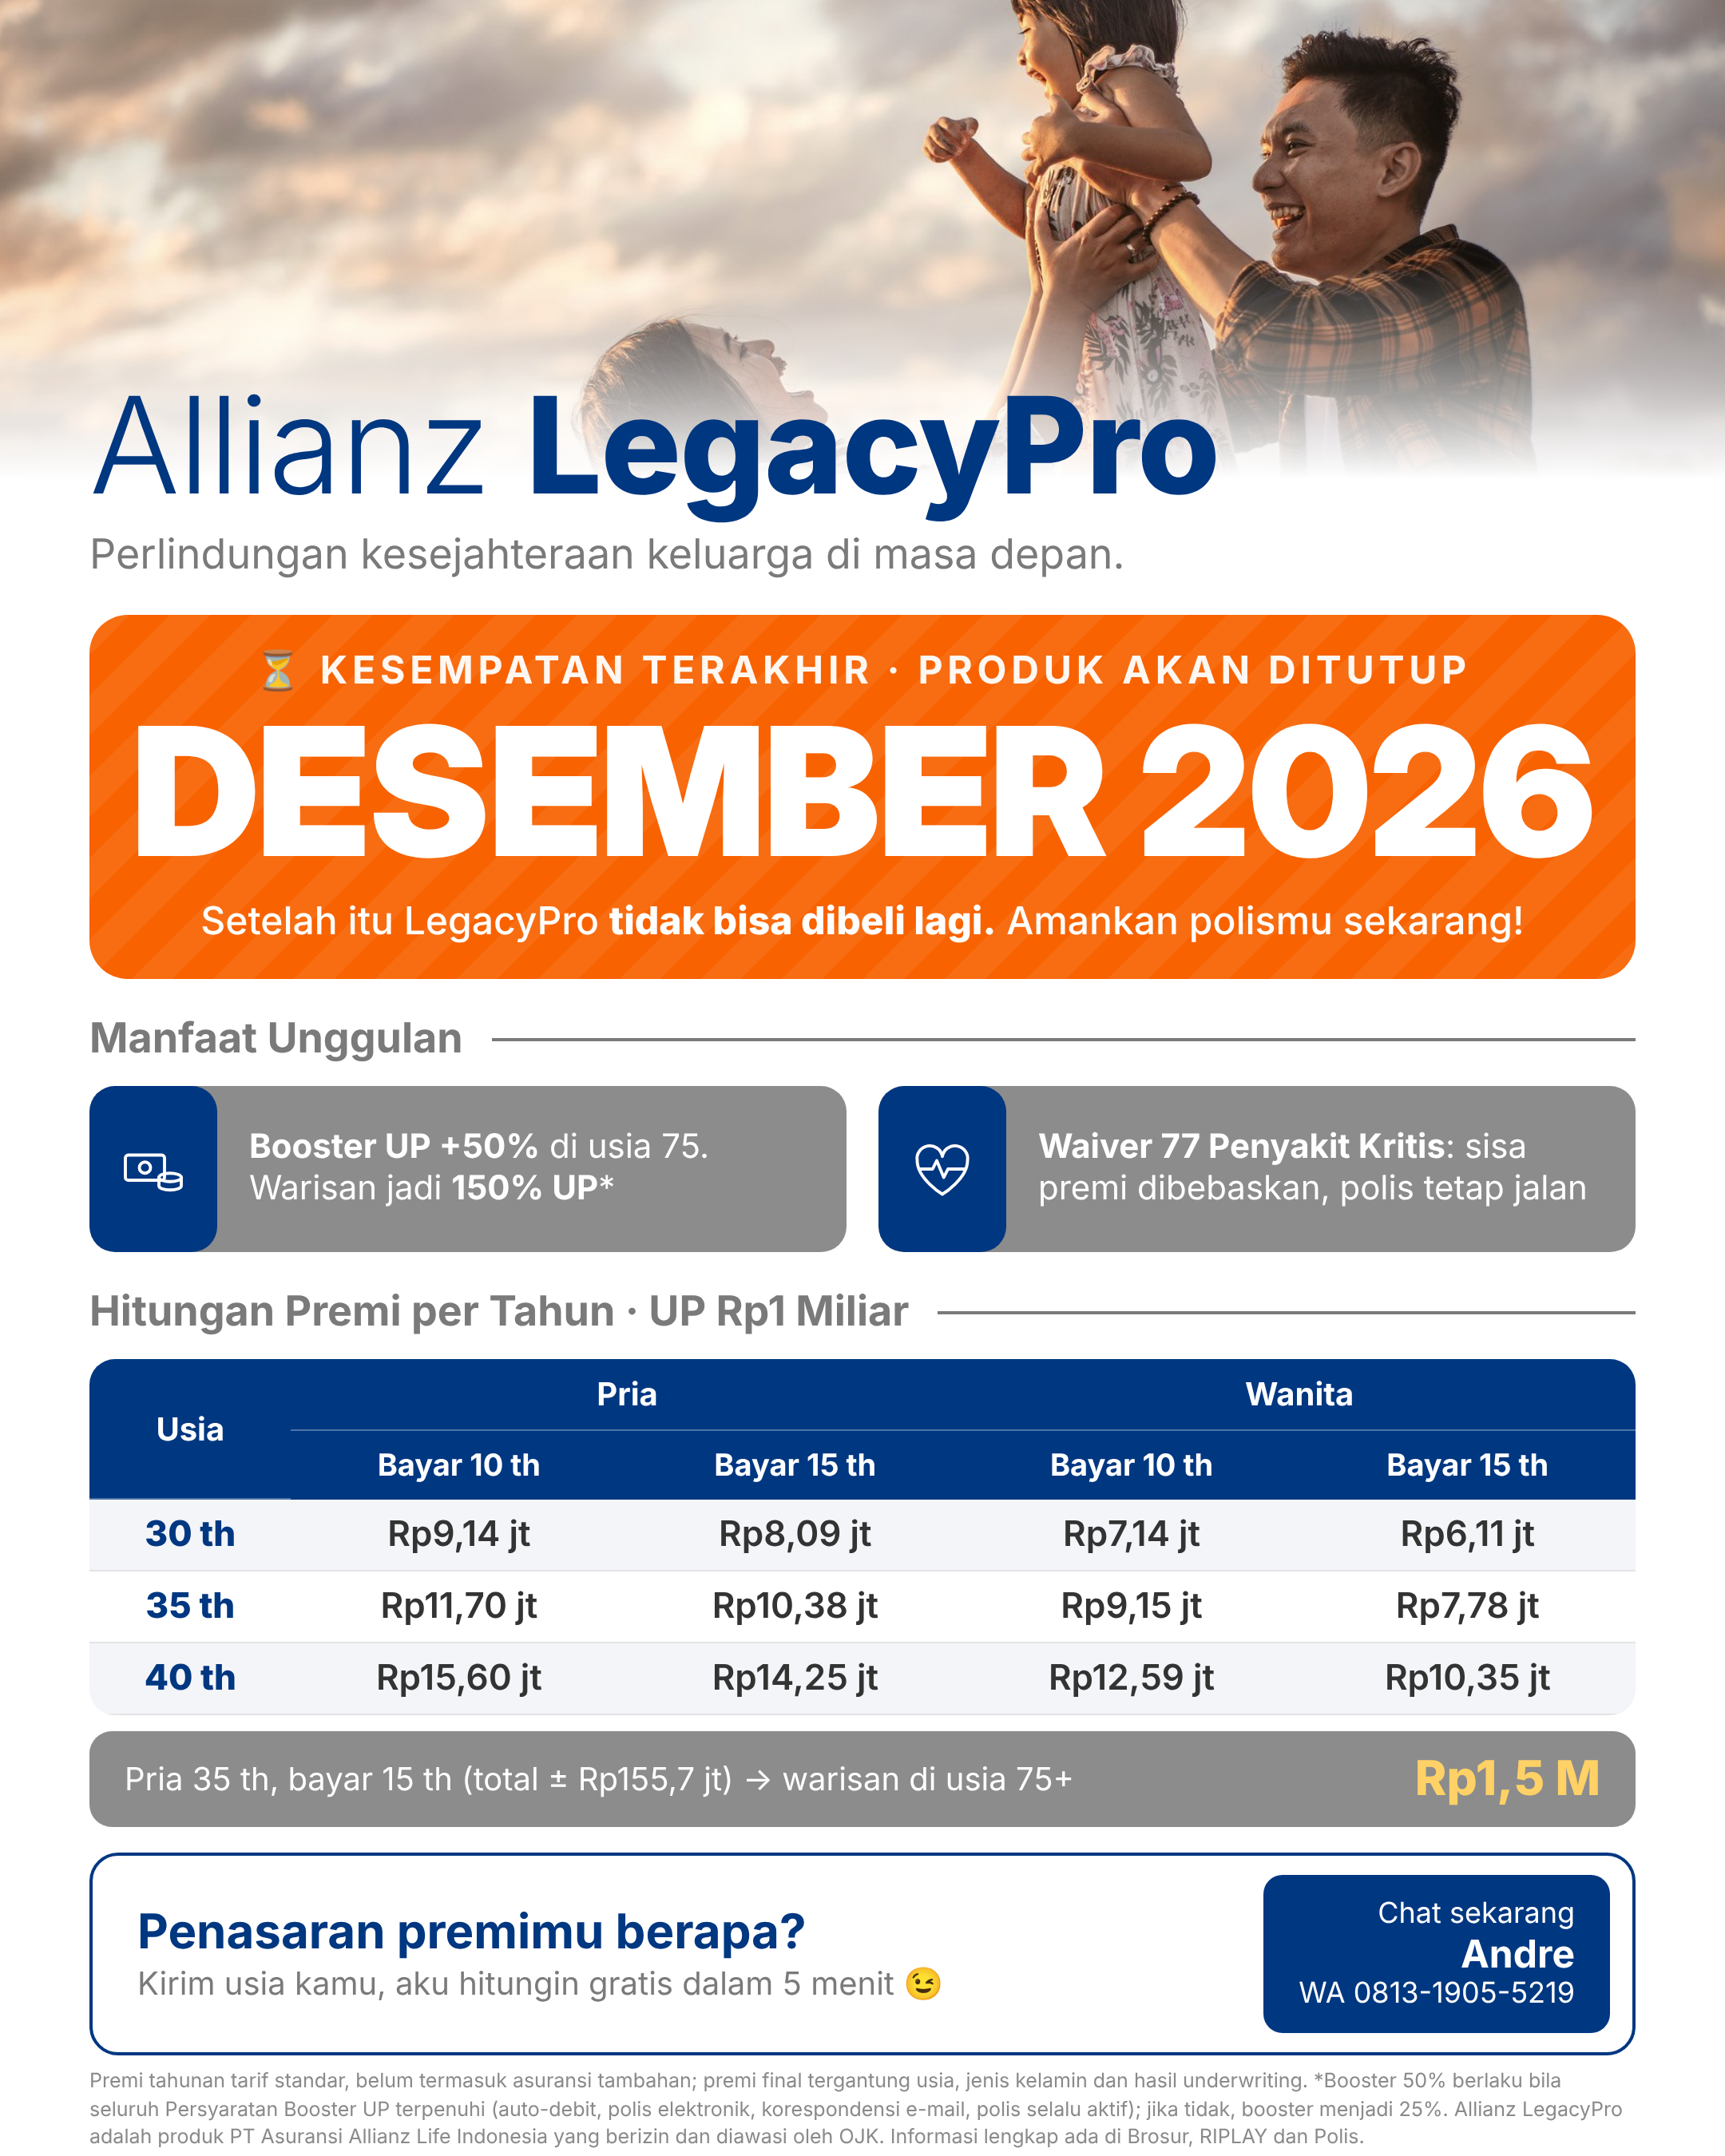 Allianz LegacyPro
Perlindungan kesejahteraan keluarga di masa depan.
⏳ KESEMPATAN TERAKHIR · PRODUK AKAN DITUTUP
DESEMBER 2026
Setelah itu LegacyPro tidak bisa dibeli lagi. Amankan polismu sekarang!
Manfaat Unggulan
Booster UP +50% di usia 75.
Warisan jadi 150% UP*
Waiver 77 Penyakit Kritis: sisa
premi dibebaskan, polis tetap jalan
Hitungan Premi per Tahun · UP Rp1 Miliar
Usia Pria Wanita
Bayar 10 th Bayar 15 th Bayar 10 th Bayar 15 th
30 th Rp9,14 jt Rp8,09 jt Rp7,14 jt Rp6,11 jt
35 th Rp11,70 jt Rp10,38 jt Rp9,15 jt Rp7,78 jt
40 th Rp15,60 jt Rp14,25 jt Rp12,59 jt Rp10,35 jt
Pria 35 th, bayar 15 th (total ± Rp155,7 jt) → warisan di usia 75+ Rp1,5 M
Penasaran premimu berapa?
Kirim usia kamu, aku hitungin gratis dalam 5 menit 😉
Chat sekarang
Andre
WA 0813-1905-5219
Premi tahunan tarif standar, belum termasuk asuransi tambahan; premi final tergantung usia, jenis kelamin dan hasil underwriting. *Booster 50% berlaku bila
seluruh Persyaratan Booster UP terpenuhi (auto-debit, polis elektronik, korespondensi e-mail, polis selalu aktif); jika tidak, booster menjadi 25%. Allianz LegacyPro
adalah produk PT Asuransi Allianz Life Indonesia yang berizin dan diawasi oleh OJK. Informasi lengkap ada di Brosur, RIPLAY dan Polis.